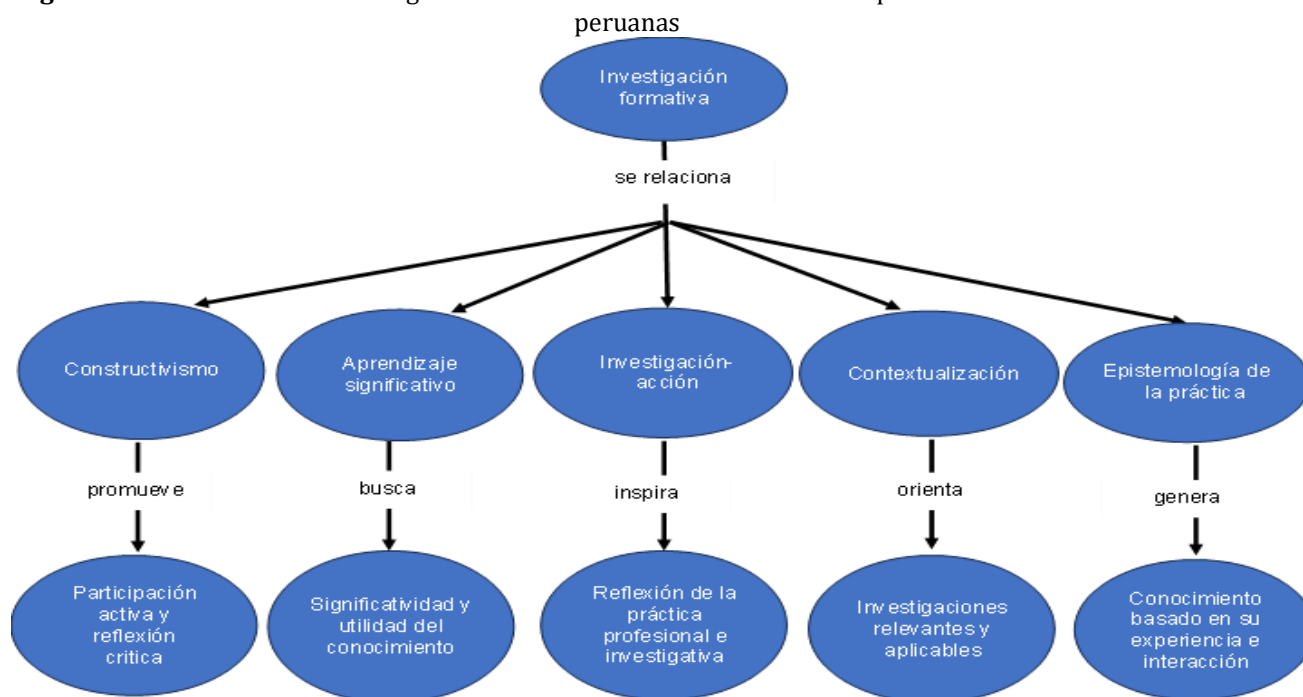 peruanas
Investigación
formativa
se relaciona
Constructivismo
Aprendizaje
significativo
Investigación-
acción
Contextualización
Epistemología de
la práctica
promueve
busca
inspira
orienta
genera
Participación
activa y
reflexión
critica
Significatividad y
utilidad del
conocimiento
Reflexión de la
práctica
profesional e
investigativa
Investigaciones
relevantes y
aplicables
Conocimiento
basado en su
experiencia e
interacción